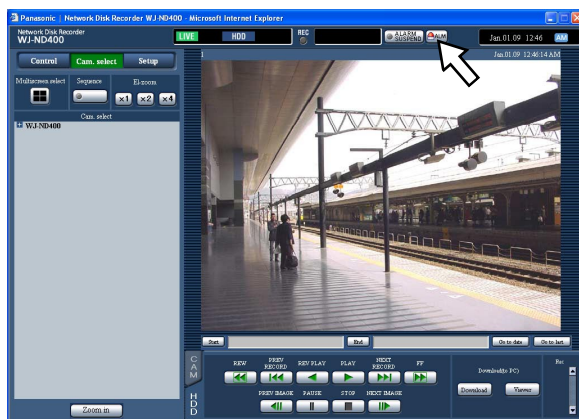 Panasonic | Network Disk Recorder WJ-ND400 - Microsoft Internet Explorer
Network Disk Recorder
WJ-ND400
LIVE
HDD
REC
ALARM
SUSPEND
ALM
Jan.01.09 12:46 AM
Control
Cam. select
Setup
1
Jan.01.09 12:46:14 AM
Multiscreen select
Sequence
El-zoom
x1
x2
x4
Cam. select
WJ-ND400
Start
End
Go to date
Go to last
CAM
HDD
REW
PREV
RECORD
REV PLAY
PLAY
NEXT
RECORD
FF
PREV IMAGE
PAUSE
STOP
NEXT IMAGE
Download(to PC)
Download
Viewer
Rec
Zoom in